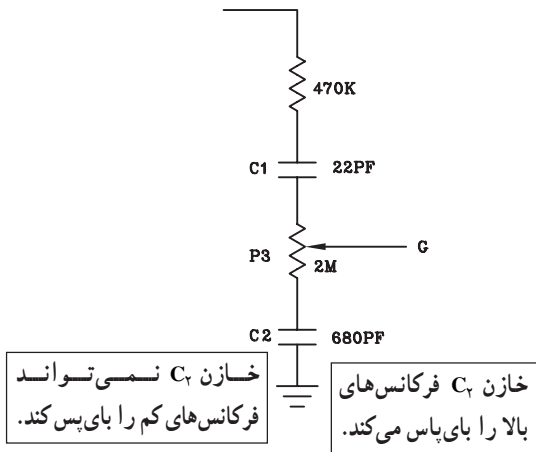 470K
C1 22PF
P3 G
2M
C2 680PF
خازن C۲ نمی‌تواند
فرکانس‌های کم را بای‌پس کند.
خازن C۲ فرکانس‌های
بالا را بای‌پاس می‌کند.